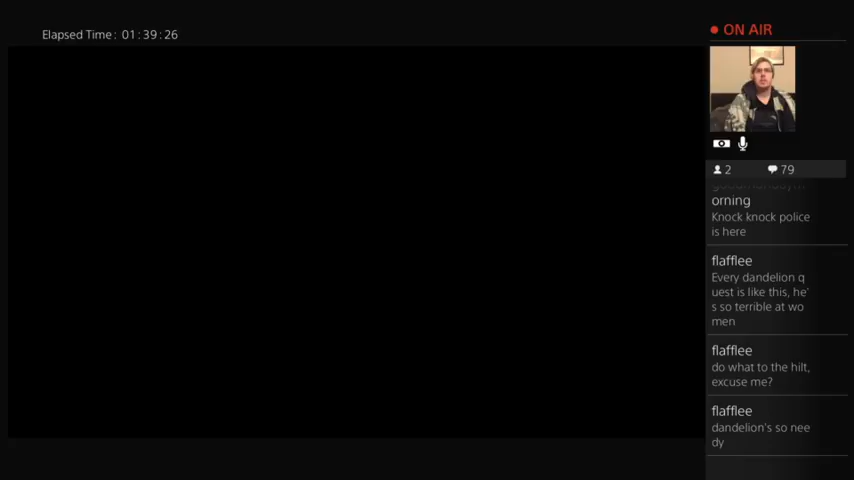 Elapsed Time: 01:39:26
ON AIR
2
79
orning
Knock knock police
is here
flafflee
Every dandelion q
uest is like this, he'
s so terrible at wo
men
flafflee
do what to the hilt,
excuse me?
flafflee
dandelion's so nee
dy